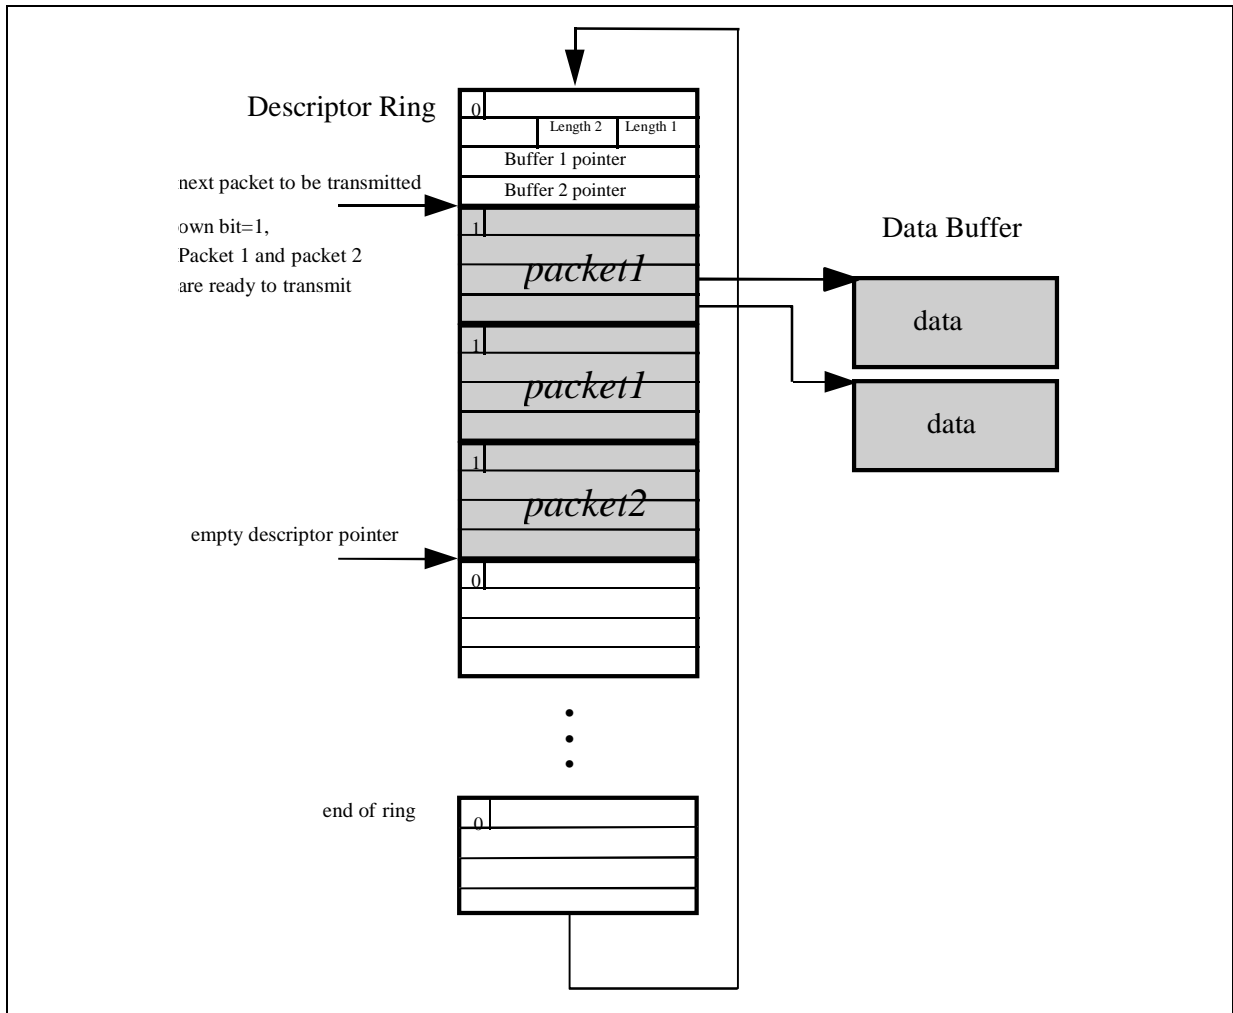 Descriptor Ring
0
Length 2 Length 1
Buffer 1 pointer
Buffer 2 pointer
next packet to be transmitted
own bit=1,
Packet 1 and packet 2
are ready to transmit
1
packet1
Data Buffer
data
1
packet1
data
1
packet2
empty descriptor pointer
0
end of ring
0